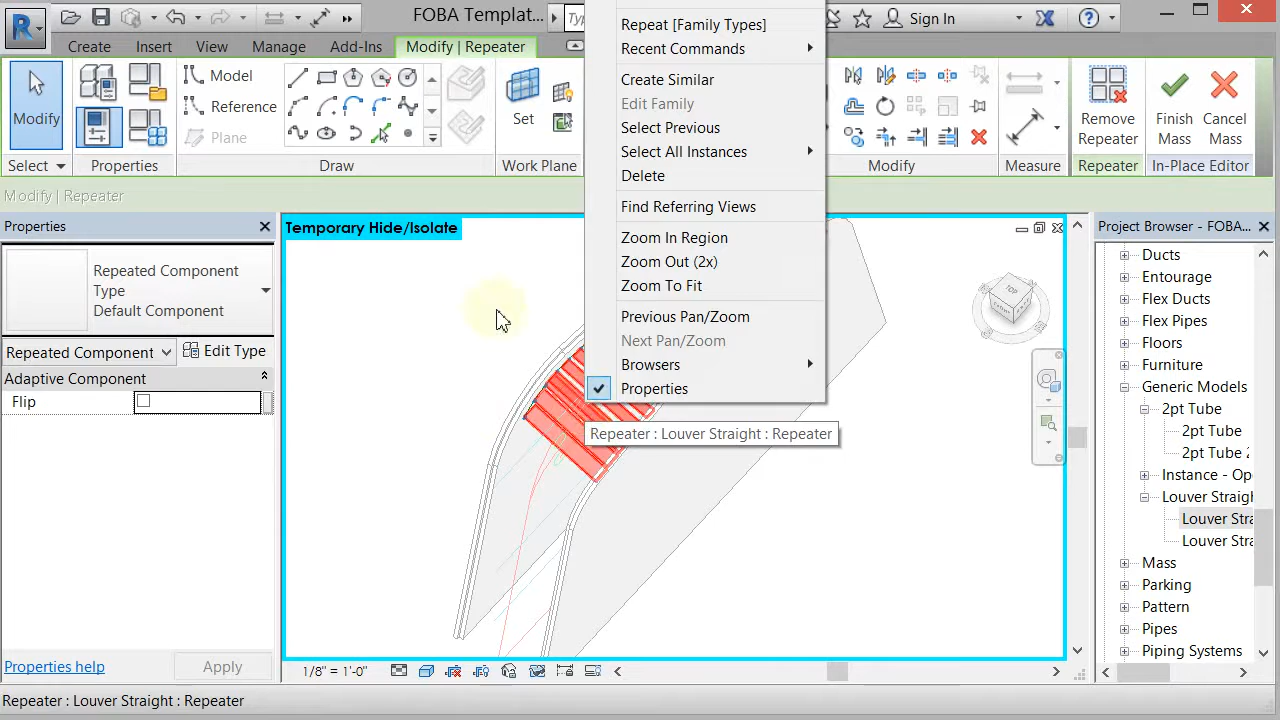 FOBA Templat...
Sign In
Create
Insert
View
Manage
Add-Ins
Modify | Repeater
Modify
Select
Properties
Model
Reference
Plane
Draw
Set
Work Plane
Modify
Measure
Remove
Repeater
Repeater
Finish
Mass
Cancel
Mass
In-Place Editor
Modify | Repeater
Repeat [Family Types]
Recent Commands
Create Similar
Edit Family
Select Previous
Select All Instances
Delete
Find Referring Views
Zoom In Region
Zoom Out (2x)
Zoom To Fit
Previous Pan/Zoom
Next Pan/Zoom
Browsers
Properties
Repeater : Louver Straight : Repeater
Properties
Repeated Component
Type
Default Component
Repeated Component
Edit Type
Adaptive Component
Flip
Properties help
Apply
Temporary Hide/Isolate
TOP
1/8" = 1'-0"
Project Browser - FOBA...
Ducts
Entourage
Flex Ducts
Flex Pipes
Floors
Furniture
Generic Models
2pt Tube
2pt Tube
2pt Tube
Instance - Op
Louver Straigh
Louver Stra
Louver Stra
Mass
Parking
Pattern
Pipes
Piping Systems
Repeater : Louver Straight : Repeater